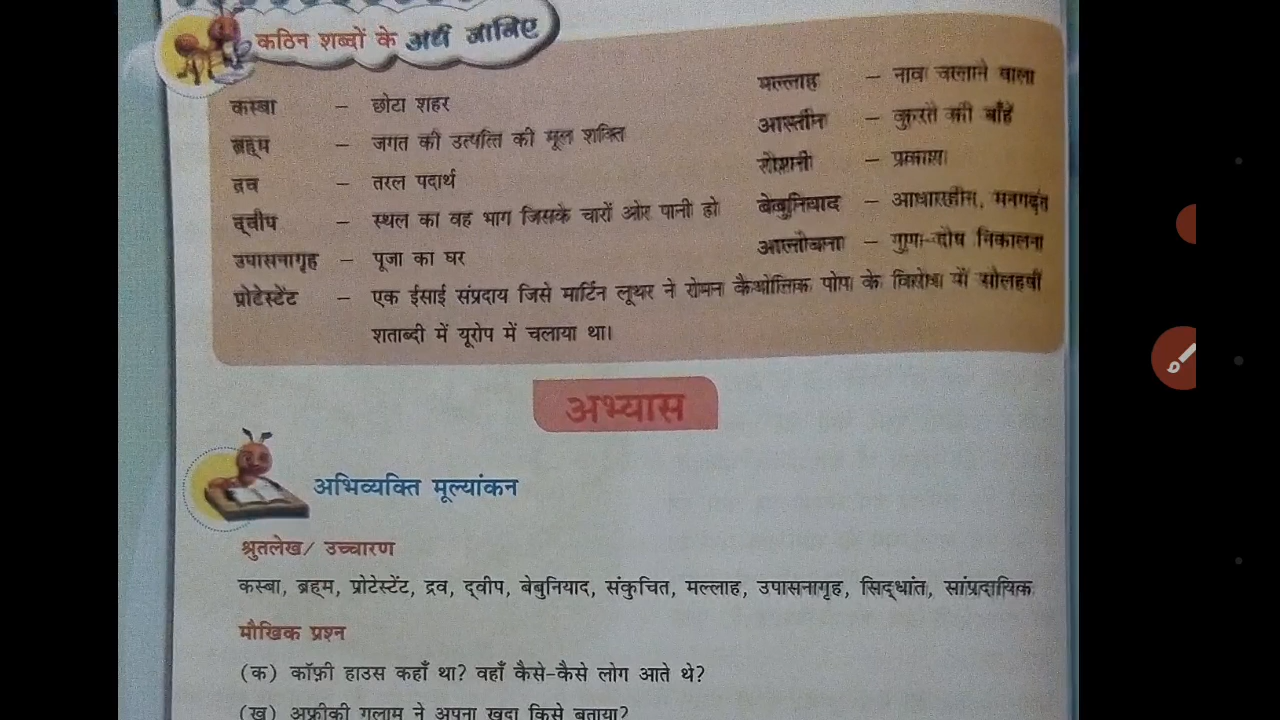 कठिन शब्दों के अर्थ जानिए
कस्बा – छोटा शहर
ब्रह्म – जगत की उत्पत्ति की मूल शक्ति
द्रव – तरल पदार्थ
द्वीप – स्थल का वह भाग जिसके चारों ओर पानी हो
उपासनागृह – पूजा का घर
मल्लाह – नाव चलाने वाला
आस्तीन – कुरते की बाँहें
रोशनी – प्रकाश
बेबुनियाद – आधारहीन, मनगढ़ंत
आलोचना – गुण-दोष निकालना
प्रोटेस्टेंट – एक ईसाई संप्रदाय जिसे मार्टिन लूथर ने रोमन कैथोलिक पोप के विरोध में सोलहवीं
शताब्दी में यूरोप में चलाया था।
अभ्यास
अभिव्यक्ति मूल्यांकन
श्रुतलेख/ उच्चारण
कस्बा, ब्रह्म, प्रोटेस्टेंट, द्रव, द्वीप, बेबुनियाद, संकुचित, मल्लाह, उपासनागृह, सिद्धांत, सांप्रदायिक
मौखिक प्रश्न
(क) कॉफ़ी हाउस कहाँ था? वहाँ कैसे-कैसे लोग आते थे?
(ख) अफ्रीकी गुलाम ने अपना खुदा किसे बताया?